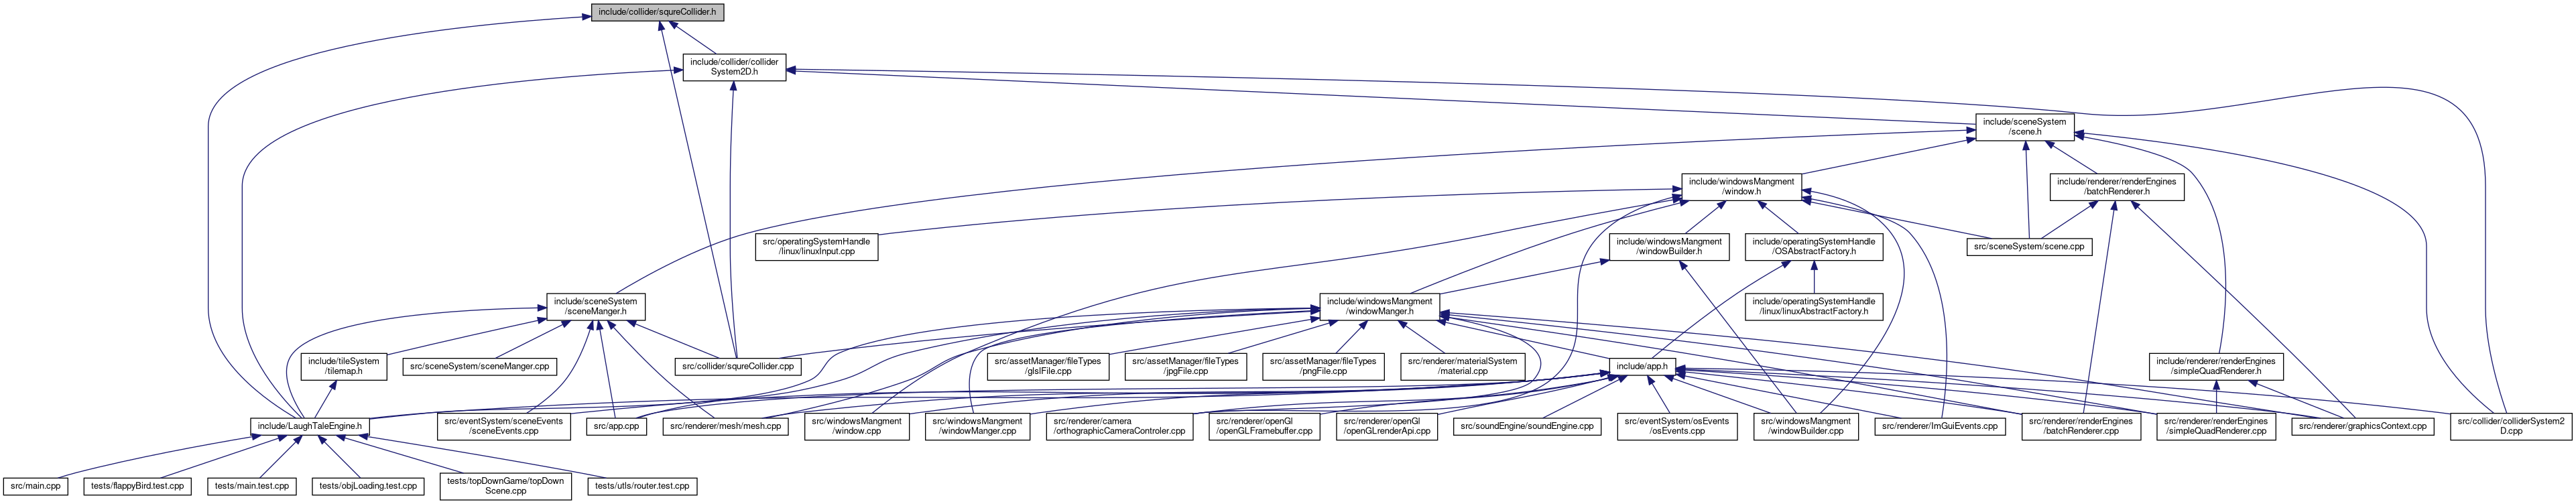 include/collider/squreCollider.h
include/collider/collider
System2D.h
include/sceneSystem
/scene.h
include/windowsMangment
/window.h
include/renderer/renderEngines
/batchRenderer.h
src/operatingSystemHandle
/linux/linuxInput.cpp
include/windowsMangment
/windowBuilder.h
include/operatingSystemHandle
/OSAbstractFactory.h
src/sceneSystem/scene.cpp
include/sceneSystem
/sceneManger.h
include/windowsMangment
/windowManger.h
include/operatingSystemHandle
/linux/linuxAbstractFactory.h
include/tileSystem
/tilemap.h
src/sceneSystem/sceneManger.cpp
src/collider/squreCollider.cpp
src/assetManager/fileTypes
/glslFile.cpp
src/assetManager/fileTypes
/jpgFile.cpp
src/assetManager/fileTypes
/pngFile.cpp
src/renderer/materialSystem
/material.cpp
include/app.h
include/renderer/renderEngines
/simpleQuadRenderer.h
include/LaughTaleEngine.h
src/eventSystem/sceneEvents
/sceneEvents.cpp
src/app.cpp
src/renderer/mesh/mesh.cpp
src/windowsMangment
/window.cpp
src/windowsMangment
/windowManger.cpp
src/renderer/camera
/orthographicCameraControler.cpp
src/renderer/openGl
/openGLFramebuffer.cpp
src/renderer/openGl
/openGLrenderApi.cpp
src/soundEngine/soundEngine.cpp
src/eventSystem/osEvents
/osEvents.cpp
src/windowsMangment
/windowBuilder.cpp
src/renderer/ImGuiEvents.cpp
src/renderer/renderEngines
/batchRenderer.cpp
src/renderer/renderEngines
/simpleQuadRenderer.cpp
src/renderer/graphicsContext.cpp
src/collider/colliderSystem2
D.cpp
src/main.cpp
tests/flappyBird.test.cpp
tests/main.test.cpp
tests/objLoading.test.cpp
tests/topDownGame/topDown
Scene.cpp
tests/utls/router.test.cpp